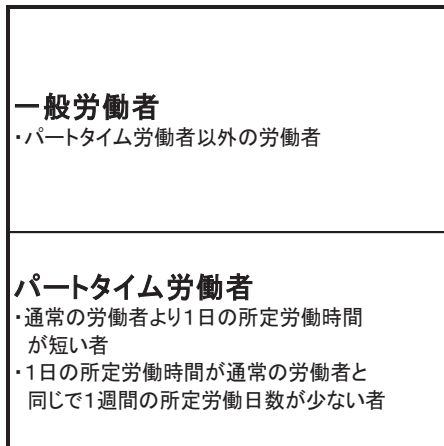 一般労働者
・パートタイム労働者以外の労働者
パートタイム労働者
・通常の労働者より1日の所定労働時間
が短い者
・1日の所定労働時間が通常の労働者と
同じで1週間の所定労働日数が少ない者